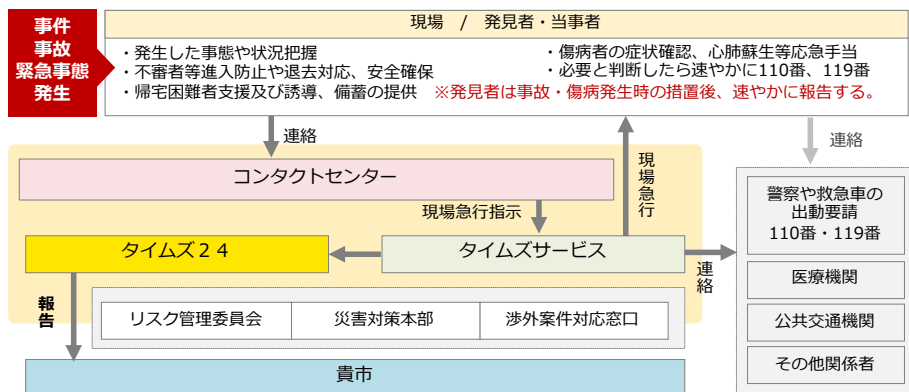 事件
事故
緊急事態
発生
現場 / 発見者・当事者
・発生した事態や状況把握
・傷病者の症状確認、心肺蘇生等応急手当
・不審者等進入防止や退去対応、安全確保
・必要と判断したら速やかに110番、119番
・帰宅困難者支援及び誘導、備蓄の提供 ※発見者は事故・傷病発生時の措置後、速やかに報告する。
連絡
現場急行
連絡
コンタクトセンター
現場急行指示
タイムズ24
タイムズサービス
連絡
警察や救急車の
出動要請
110番・119番
医療機関
公共交通機関
その他関係者
報告
リスク管理委員会
災害対策本部
渉外案件対応窓口
貴市